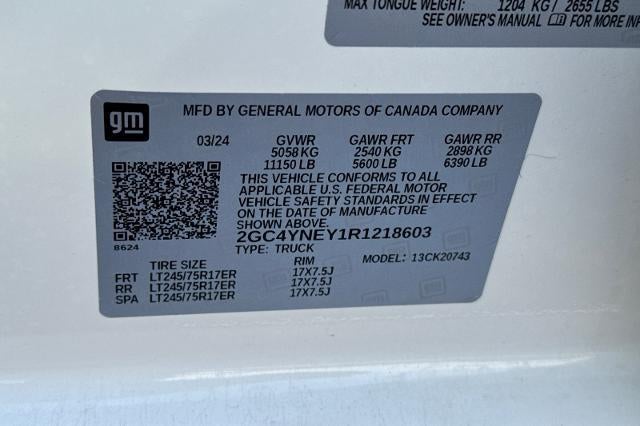 MAX TONGUE WEIGHT: 1204 KG / 2655 LBS
SEE OWNER'S MANUAL FOR MORE INF
gm
MFD BY GENERAL MOTORS OF CANADA COMPANY
03/24 GVWR GAWR FRT GAWR RR
5058 KG 2540 KG 2898 KG
11150 LB 5600 LB 6390 LB
THIS VEHICLE CONFORMS TO ALL
APPLICABLE U.S. FEDERAL MOTOR
VEHICLE SAFETY STANDARDS IN EFFECT
ON THE DATE OF MANUFACTURE
SHOWN ABOVE.
2GC4YNEY1R1218603
8624
TYPE: TRUCK MODEL: 13CK20743
TIRE SIZE RIM
FRT LT245/75R17ER 17X7.5J
RR LT245/75R17ER 17X7.5J
SPA LT245/75R17ER 17X7.5J